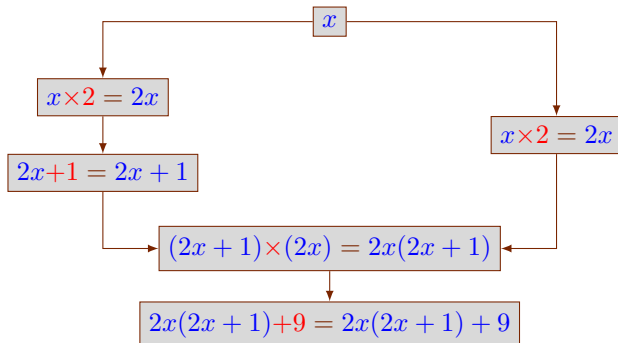 x
x×2 = 2x
x×2 = 2x
2x+1 = 2x + 1
(2x + 1)×(2x) = 2x(2x + 1)
2x(2x + 1)+9 = 2x(2x + 1) + 9